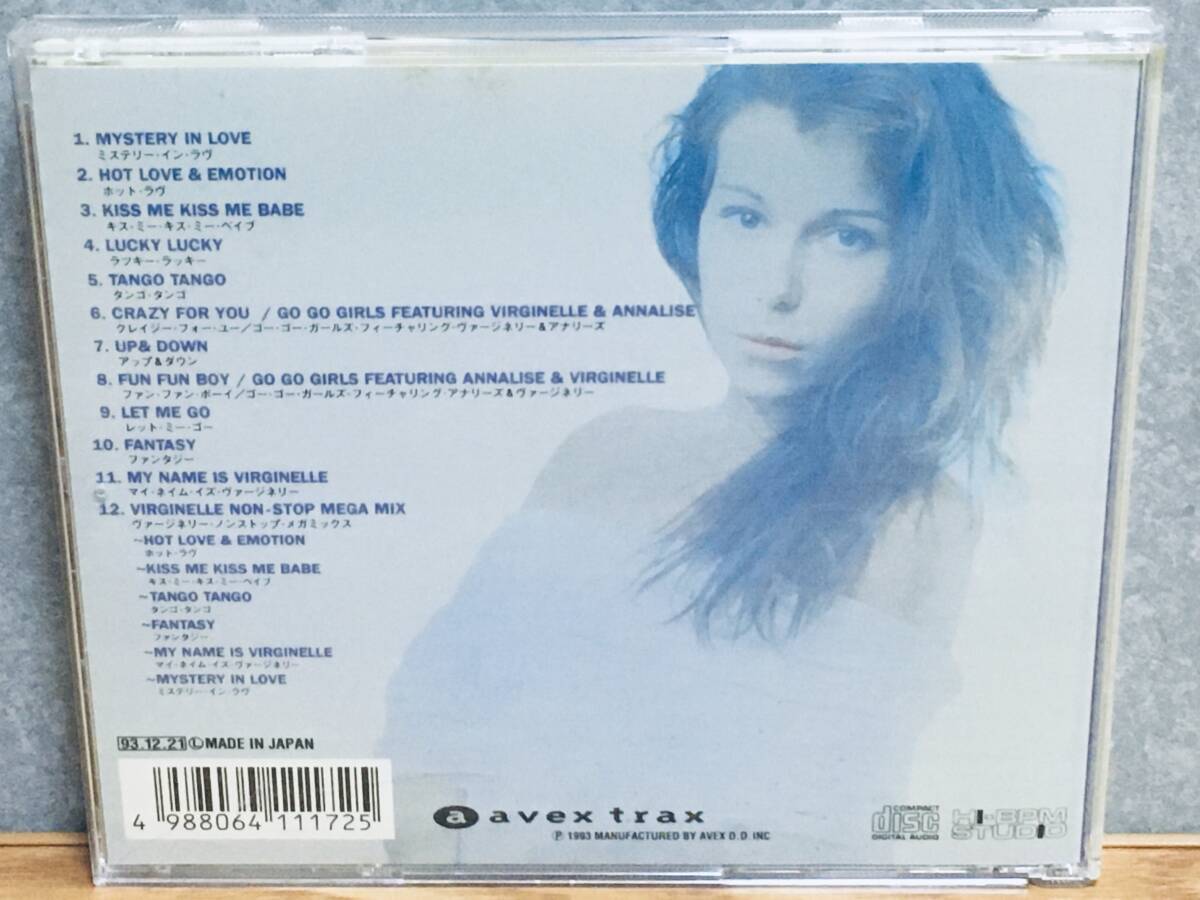 1. MYSTERY IN LOVE
ミステリー・イン・ラヴ
2. HOT LOVE & EMOTION
ホット・ラヴ
3. KISS ME KISS ME BABE
キス・ミー・キス・ミー・ベイブ
4. LUCKY LUCKY
ラッキー・ラッキー
5. TANGO TANGO
タンゴ・タンゴ
6. CRAZY FOR YOU / GO GO GIRLS FEATURING VIRGINELLE & ANNALISE
クレイジー・フォー・ユー/ゴー・ゴー・ガールズ・フィーチャリング・ヴァージネリー&アナリーズ
7. UP& DOWN
アップ&ダウン
8. FUN FUN BOY / GO GO GIRLS FEATURING ANNALISE & VIRGINELLE
ファン・ファン・ボーイ/ゴー・ゴー・ガールズ・フィーチャリング・アナリーズ&ヴァージネリー
9. LET ME GO
レット・ミー・ゴー
10. FANTASY
ファンタジー
11. MY NAME IS VIRGINELLE
マイ・ネイム・イズ・ヴァージネリー
12. VIRGINELLE NON-STOP MEGA MIX
ヴァージネリー・ノンストップ・メガミックス
~HOT LOVE & EMOTION
ホット・ラヴ
~KISS ME KISS ME BABE
キス・ミー・キス・ミー・ベイブ
~TANGO TANGO
タンゴ・タンゴ
~FANTASY
ファンタジー
~MY NAME IS VIRGINELLE
マイ・ネイム・イズ・ヴァージネリー
~MYSTERY IN LOVE
ミステリー・イン・ラヴ
93.12.21 Ⓛ MADE IN JAPAN
4 988064 111725
a avex trax
Ⓟ 1993 MANUFACTURED BY AVEX D.D. INC
COMPACT disc DIGITAL AUDIO
HI-BPM STUDIO